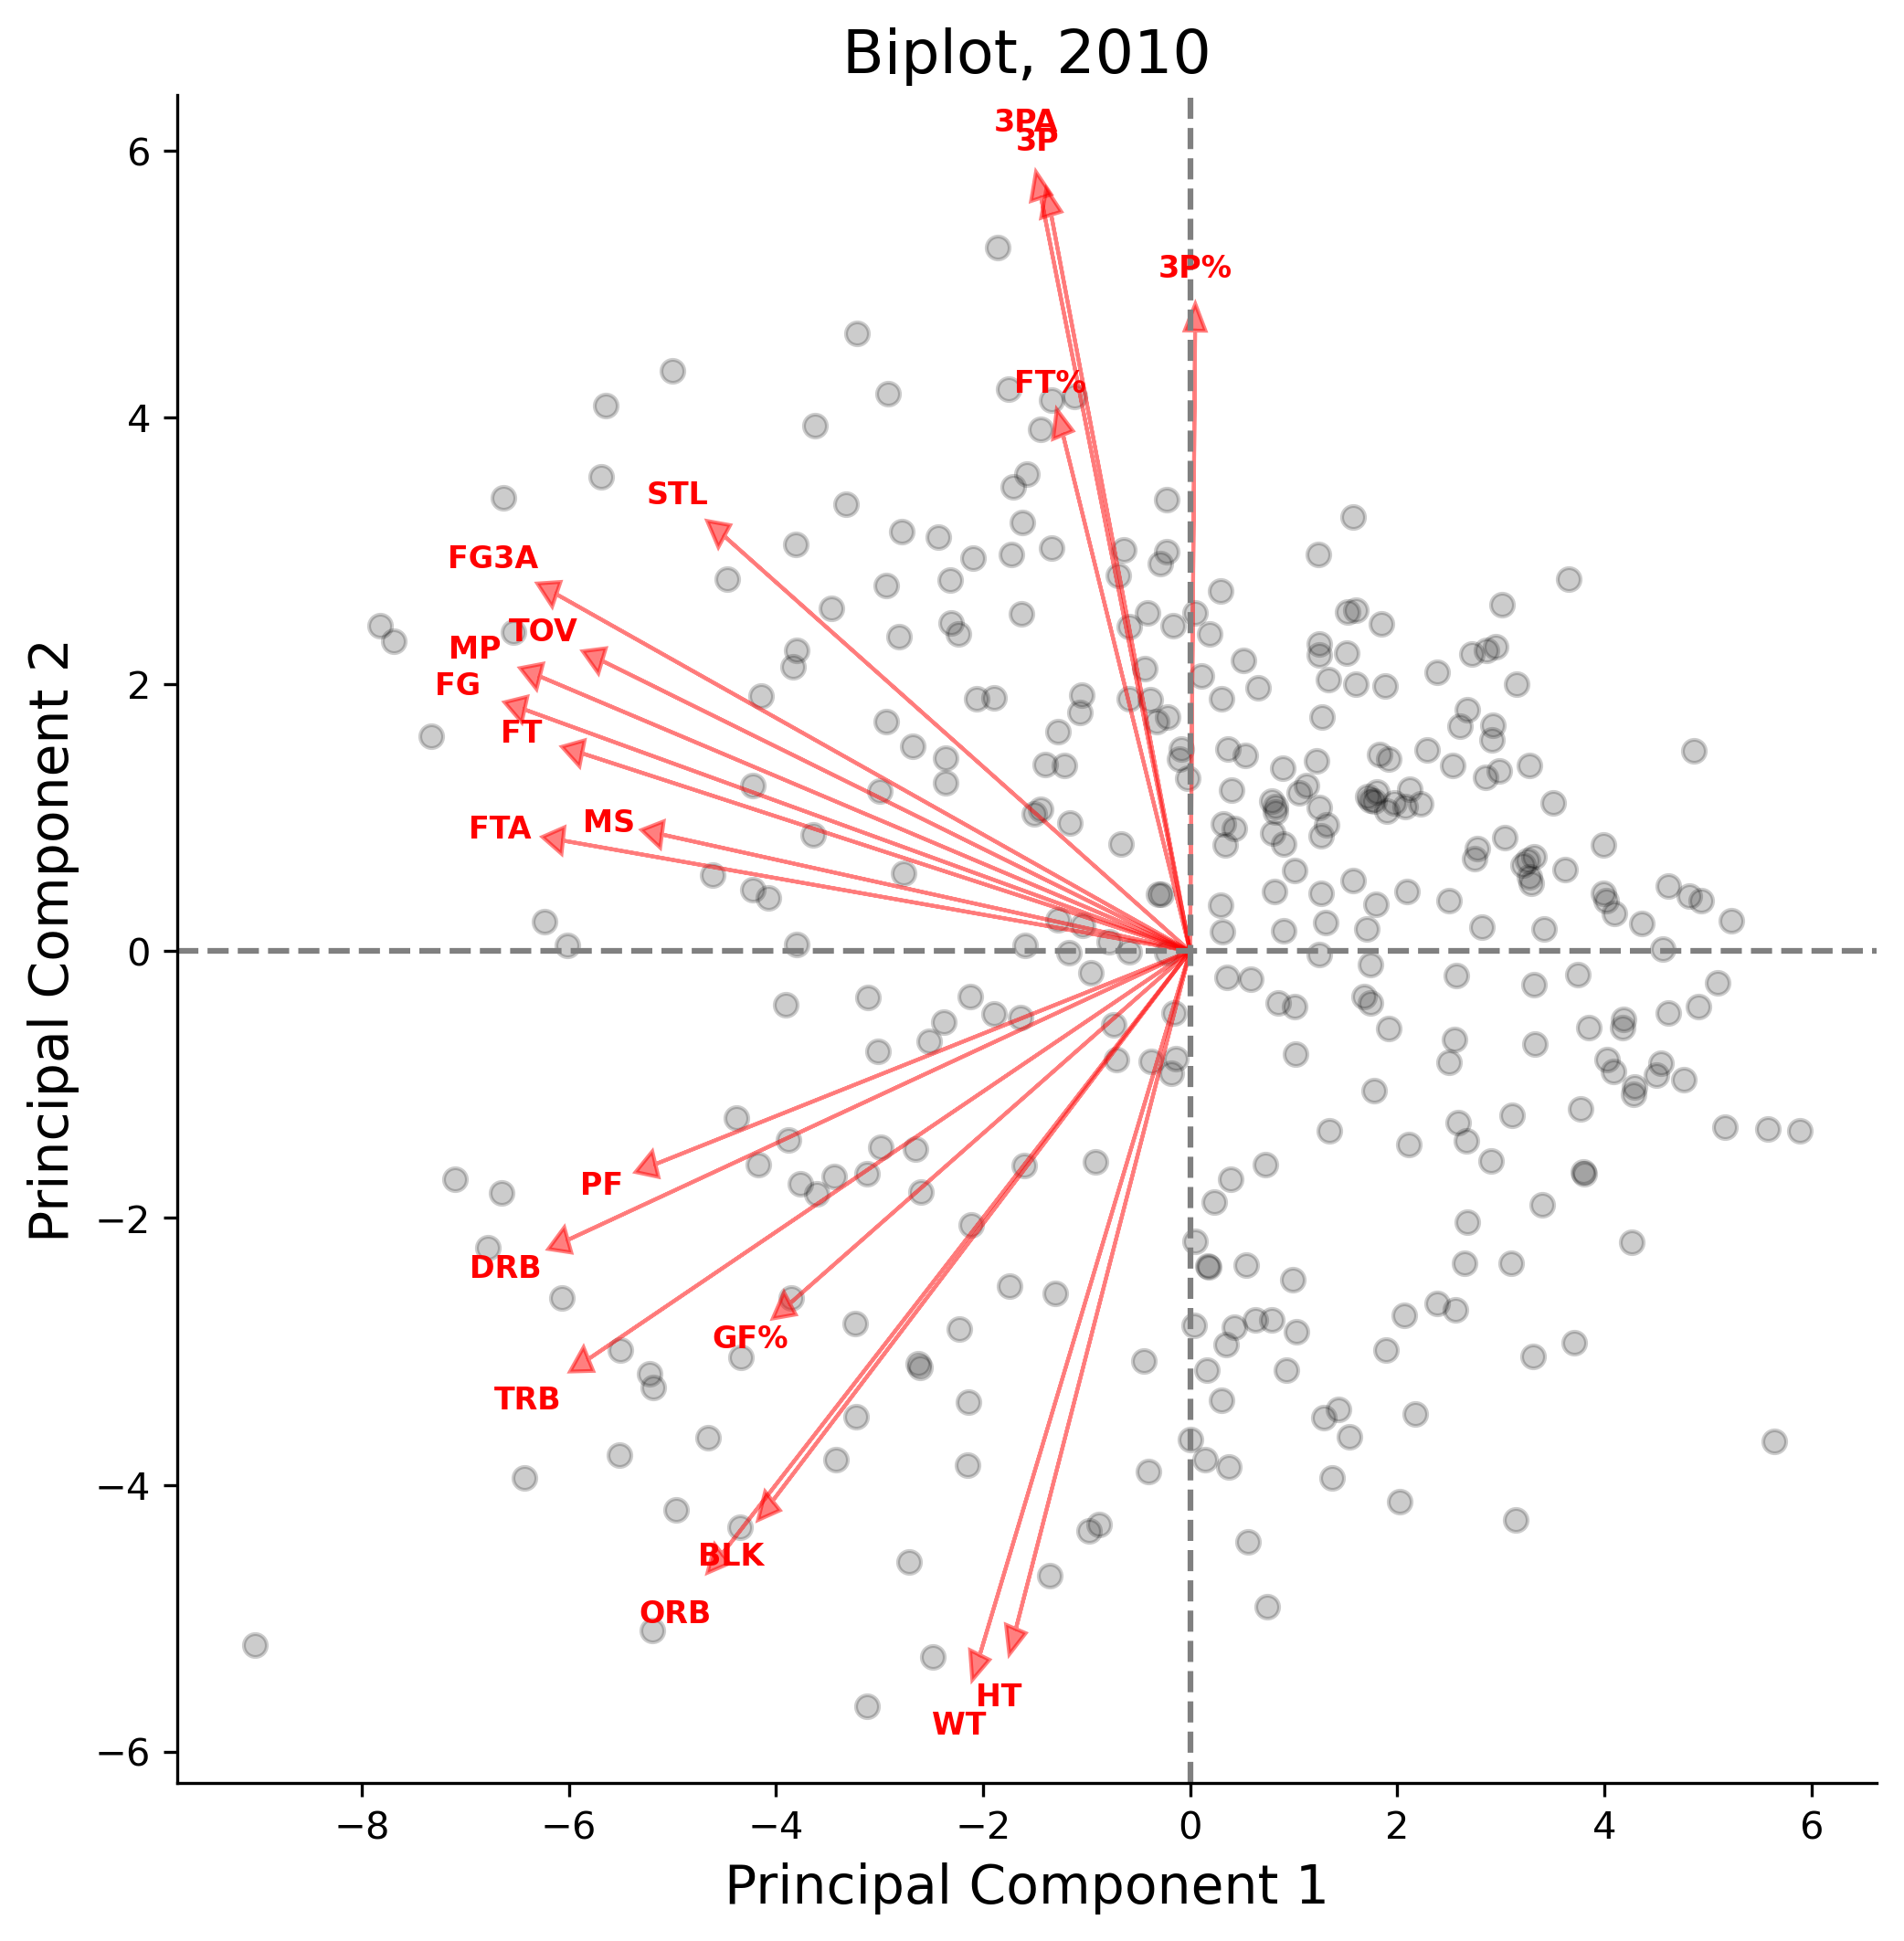 Biplot, 2010
3PA
3P
6
3P%
FT%
4
STL
FG3A
TOV
MP
2
FG
FT
MS
FTA
0
PF
−2
DRB
GF%
TRB
−4
BLK
ORB
HT
WT
−6
−8
−6
−4
−2
0
2
4
6
Principal Component 1
Principal Component 2